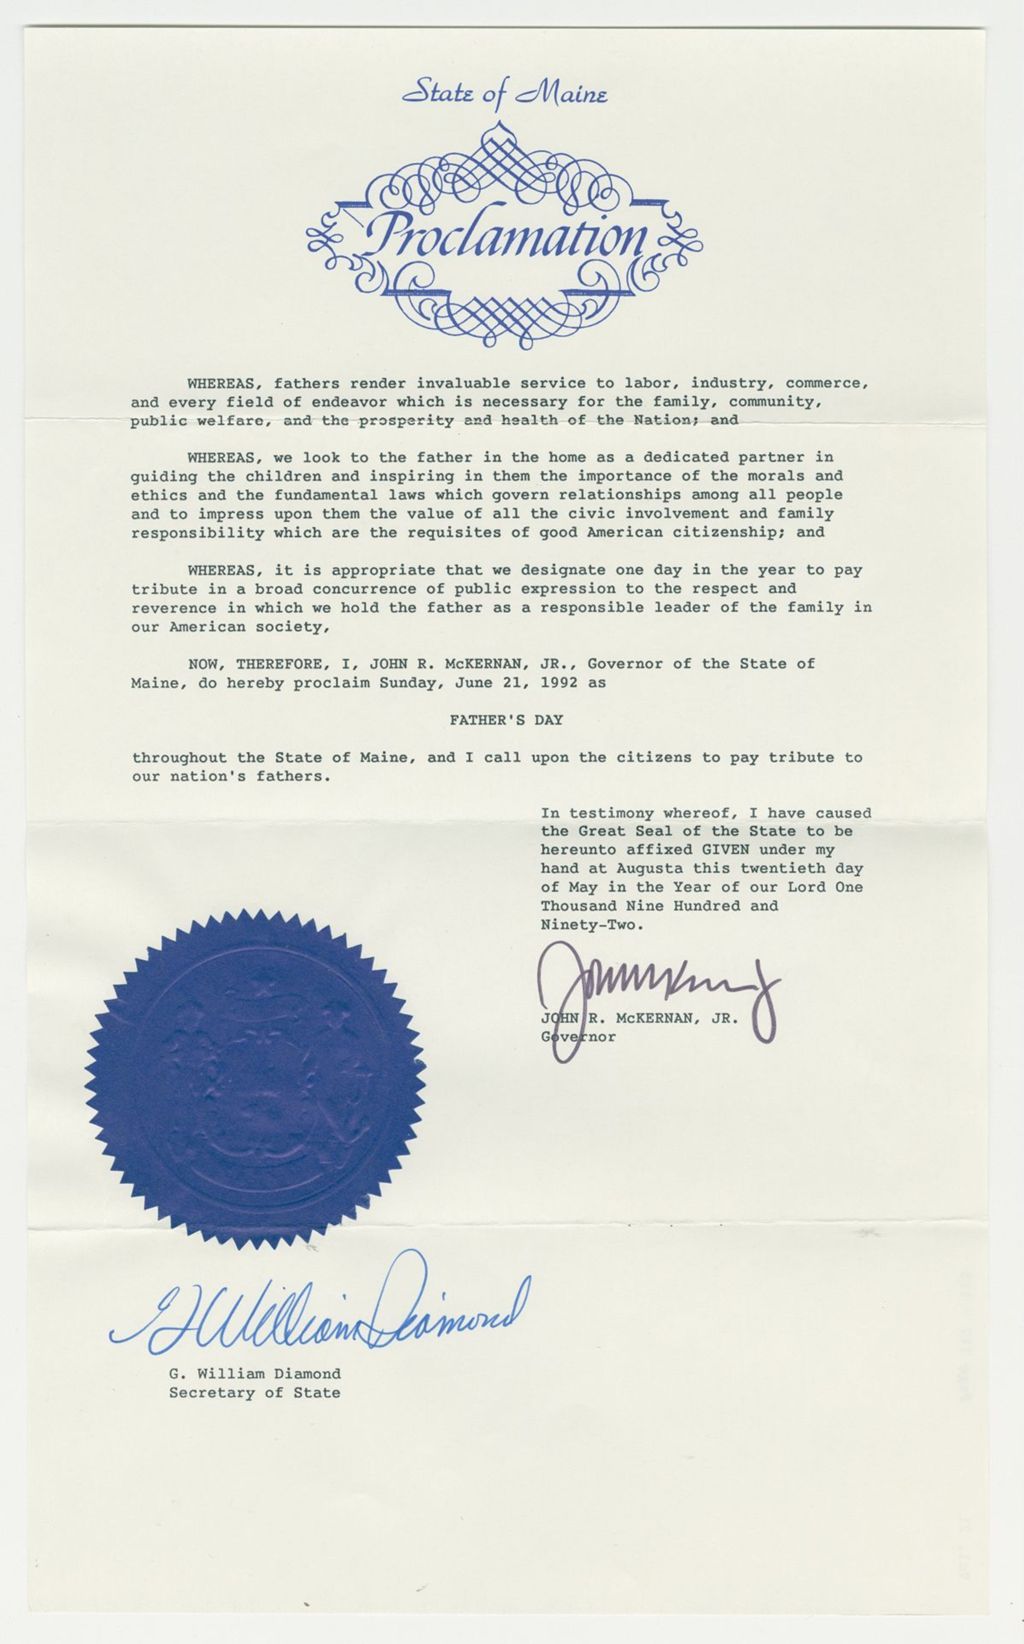 State of Maine
Proclamation
WHEREAS, fathers render invaluable service to labor, industry, commerce,
and every field of endeavor which is necessary for the family, community,
public welfare, and the prosperity and health of the Nation; and
WHEREAS, we look to the father in the home as a dedicated partner in
guiding the children and inspiring in them the importance of the morals and
ethics and the fundamental laws which govern relationships among all people
and to impress upon them the value of all the civic involvement and family
responsibility which are the requisites of good American citizenship; and
WHEREAS, it is appropriate that we designate one day in the year to pay
tribute in a broad concurrence of public expression to the respect and
reverence in which we hold the father as a responsible leader of the family in
our American society,
NOW, THEREFORE, I, JOHN R. McKERNAN, JR., Governor of the State of
Maine, do hereby proclaim Sunday, June 21, 1992 as
FATHER'S DAY
throughout the State of Maine, and I call upon the citizens to pay tribute to
our nation's fathers.
In testimony whereof, I have caused
the Great Seal of the State to be
hereunto affixed GIVEN under my
hand at Augusta this twentieth day
of May in the Year of our Lord One
Thousand Nine Hundred and
Ninety-Two.
JOHN R. McKERNAN, JR.
Governor
G William Diamond
G. William Diamond
Secretary of State